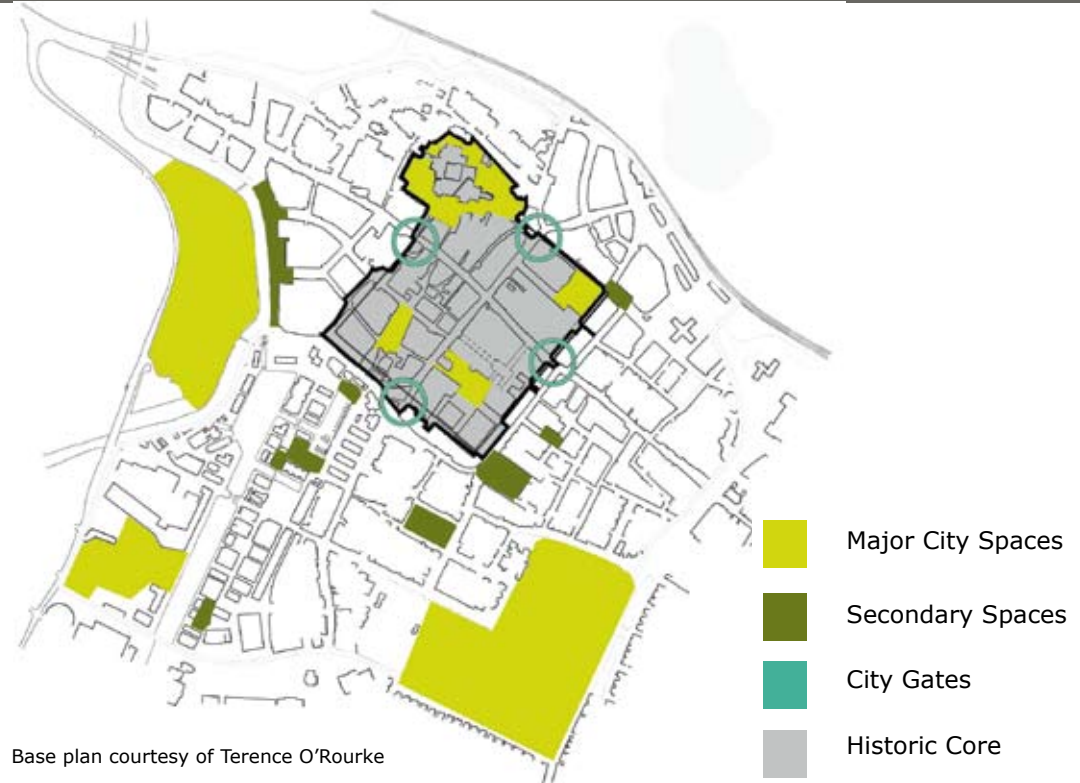 Major City Spaces
Secondary Spaces
City Gates
Historic Core
Base plan courtesy of Terence O'Rourke